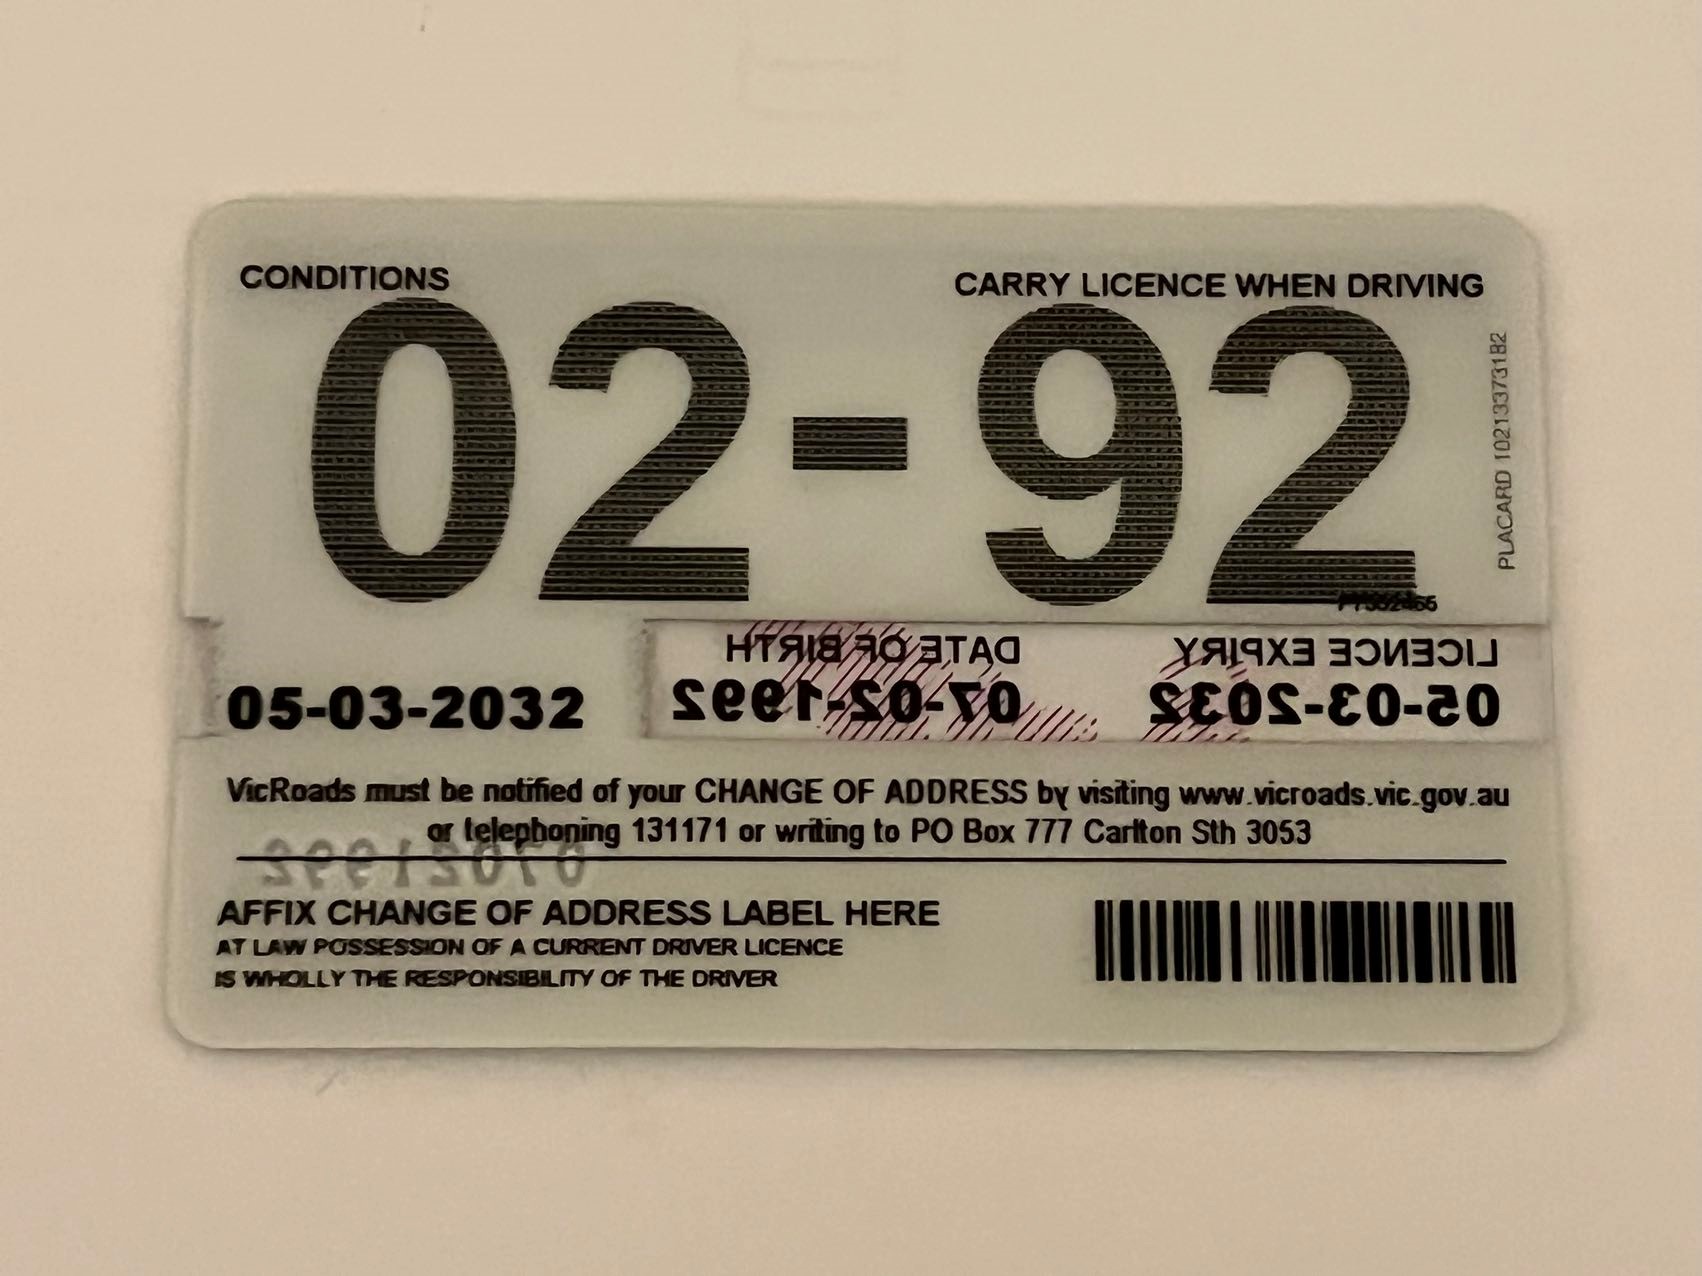 CONDITIONS
CARRY LICENCE WHEN DRIVING
02-92
PLACARD 102133731B2
DATE OF BIRTH
LICENCE EXPIRY
05-03-2032
07-02-1992
05-03-2032
VicRoads must be notified of your CHANGE OF ADDRESS by visiting www.vicroads.vic.gov.au
or telephoning 131171 or writing to PO Box 777 Carlton Sth 3053
07021992
AFFIX CHANGE OF ADDRESS LABEL HERE
AT LAW POSSESSION OF A CURRENT DRIVER LICENCE
IS WHOLLY THE RESPONSIBILITY OF THE DRIVER